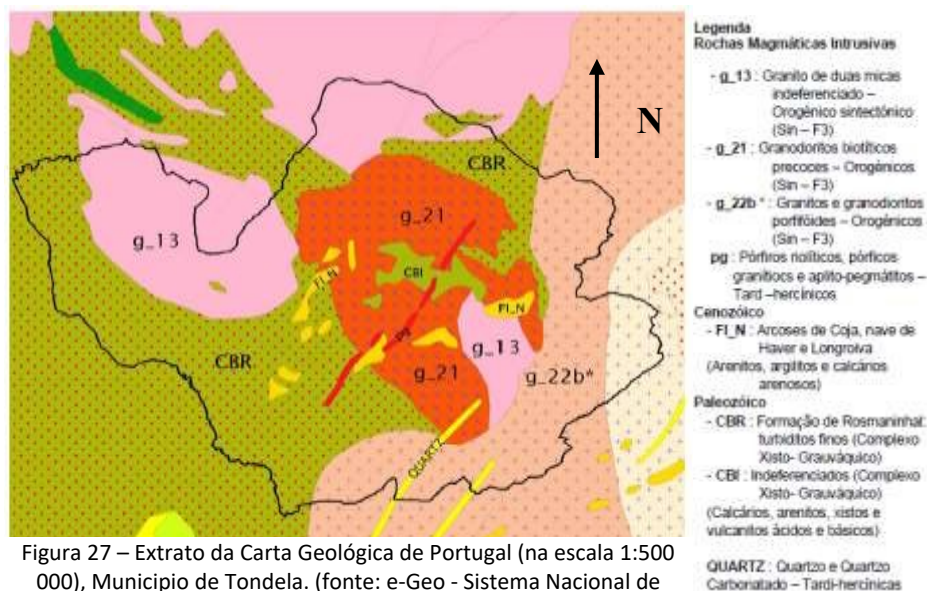 CBR
N
g_21
g_13
CBI
FI_N
FI_N
pg
g_13
CBR
g_21
g_22b*
QUARTZ
Figura 27 – Extrato da Carta Geológica de Portugal (na escala 1:500
000), Municipio de Tondela. (fonte: e-Geo - Sistema Nacional de
Legenda
Rochas Magmáticas Intrusivas
- g_13 : Granito de duas micas
indeferenciado –
Orogénico sintectónico
(Sin – F3)
- g_21 : Granodioritos biotíticos
precoces – Orogénicos
(Sin – F3)
- g_22b * : Granitos e granodioritos
porfiróides – Orogénicos
(Sin – F3)
pg : Pórfiros riolíticos, pórficos
graníticos e aplito-pegmátitos –
Tard –hercínicos
Cenozóico
- FI_N : Arcoses de Coja, nave de
Haver e Longroiva
(Arenitos, argilitos e calcários
arenosos)
Paleozóico
- CBR : Formação de Rosmaninhal:
turbiditos finos (Complexo
Xisto- Grauváquico)
- CBI : Indeferenciados (Complexo
Xisto- Grauváquico)
(Calcários, arenitos, xistos e
vulcanitos ácidos e básicos)
QUARTZ : Quartzo e Quartzo
Carbonatado – Tardi-hercínicas